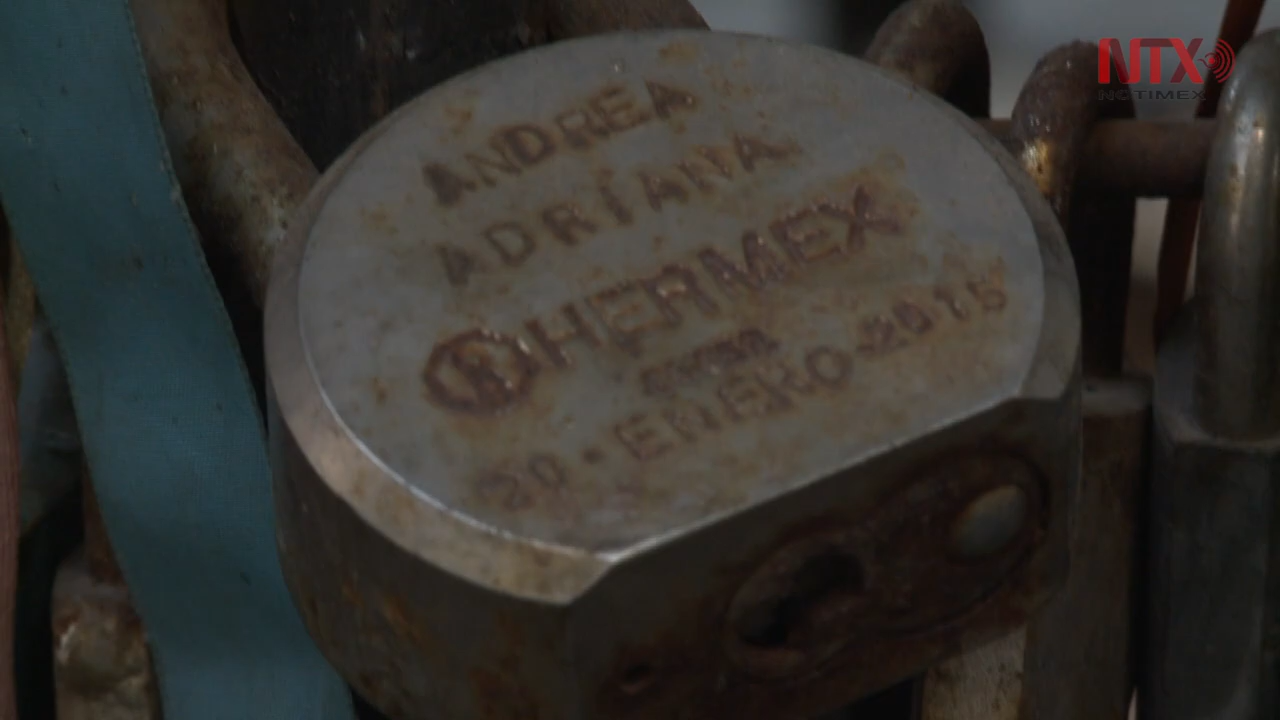 NTX
NOTIMEX
ANDREA
ADRIANA
HERMEX
20 - ENERO - 2015